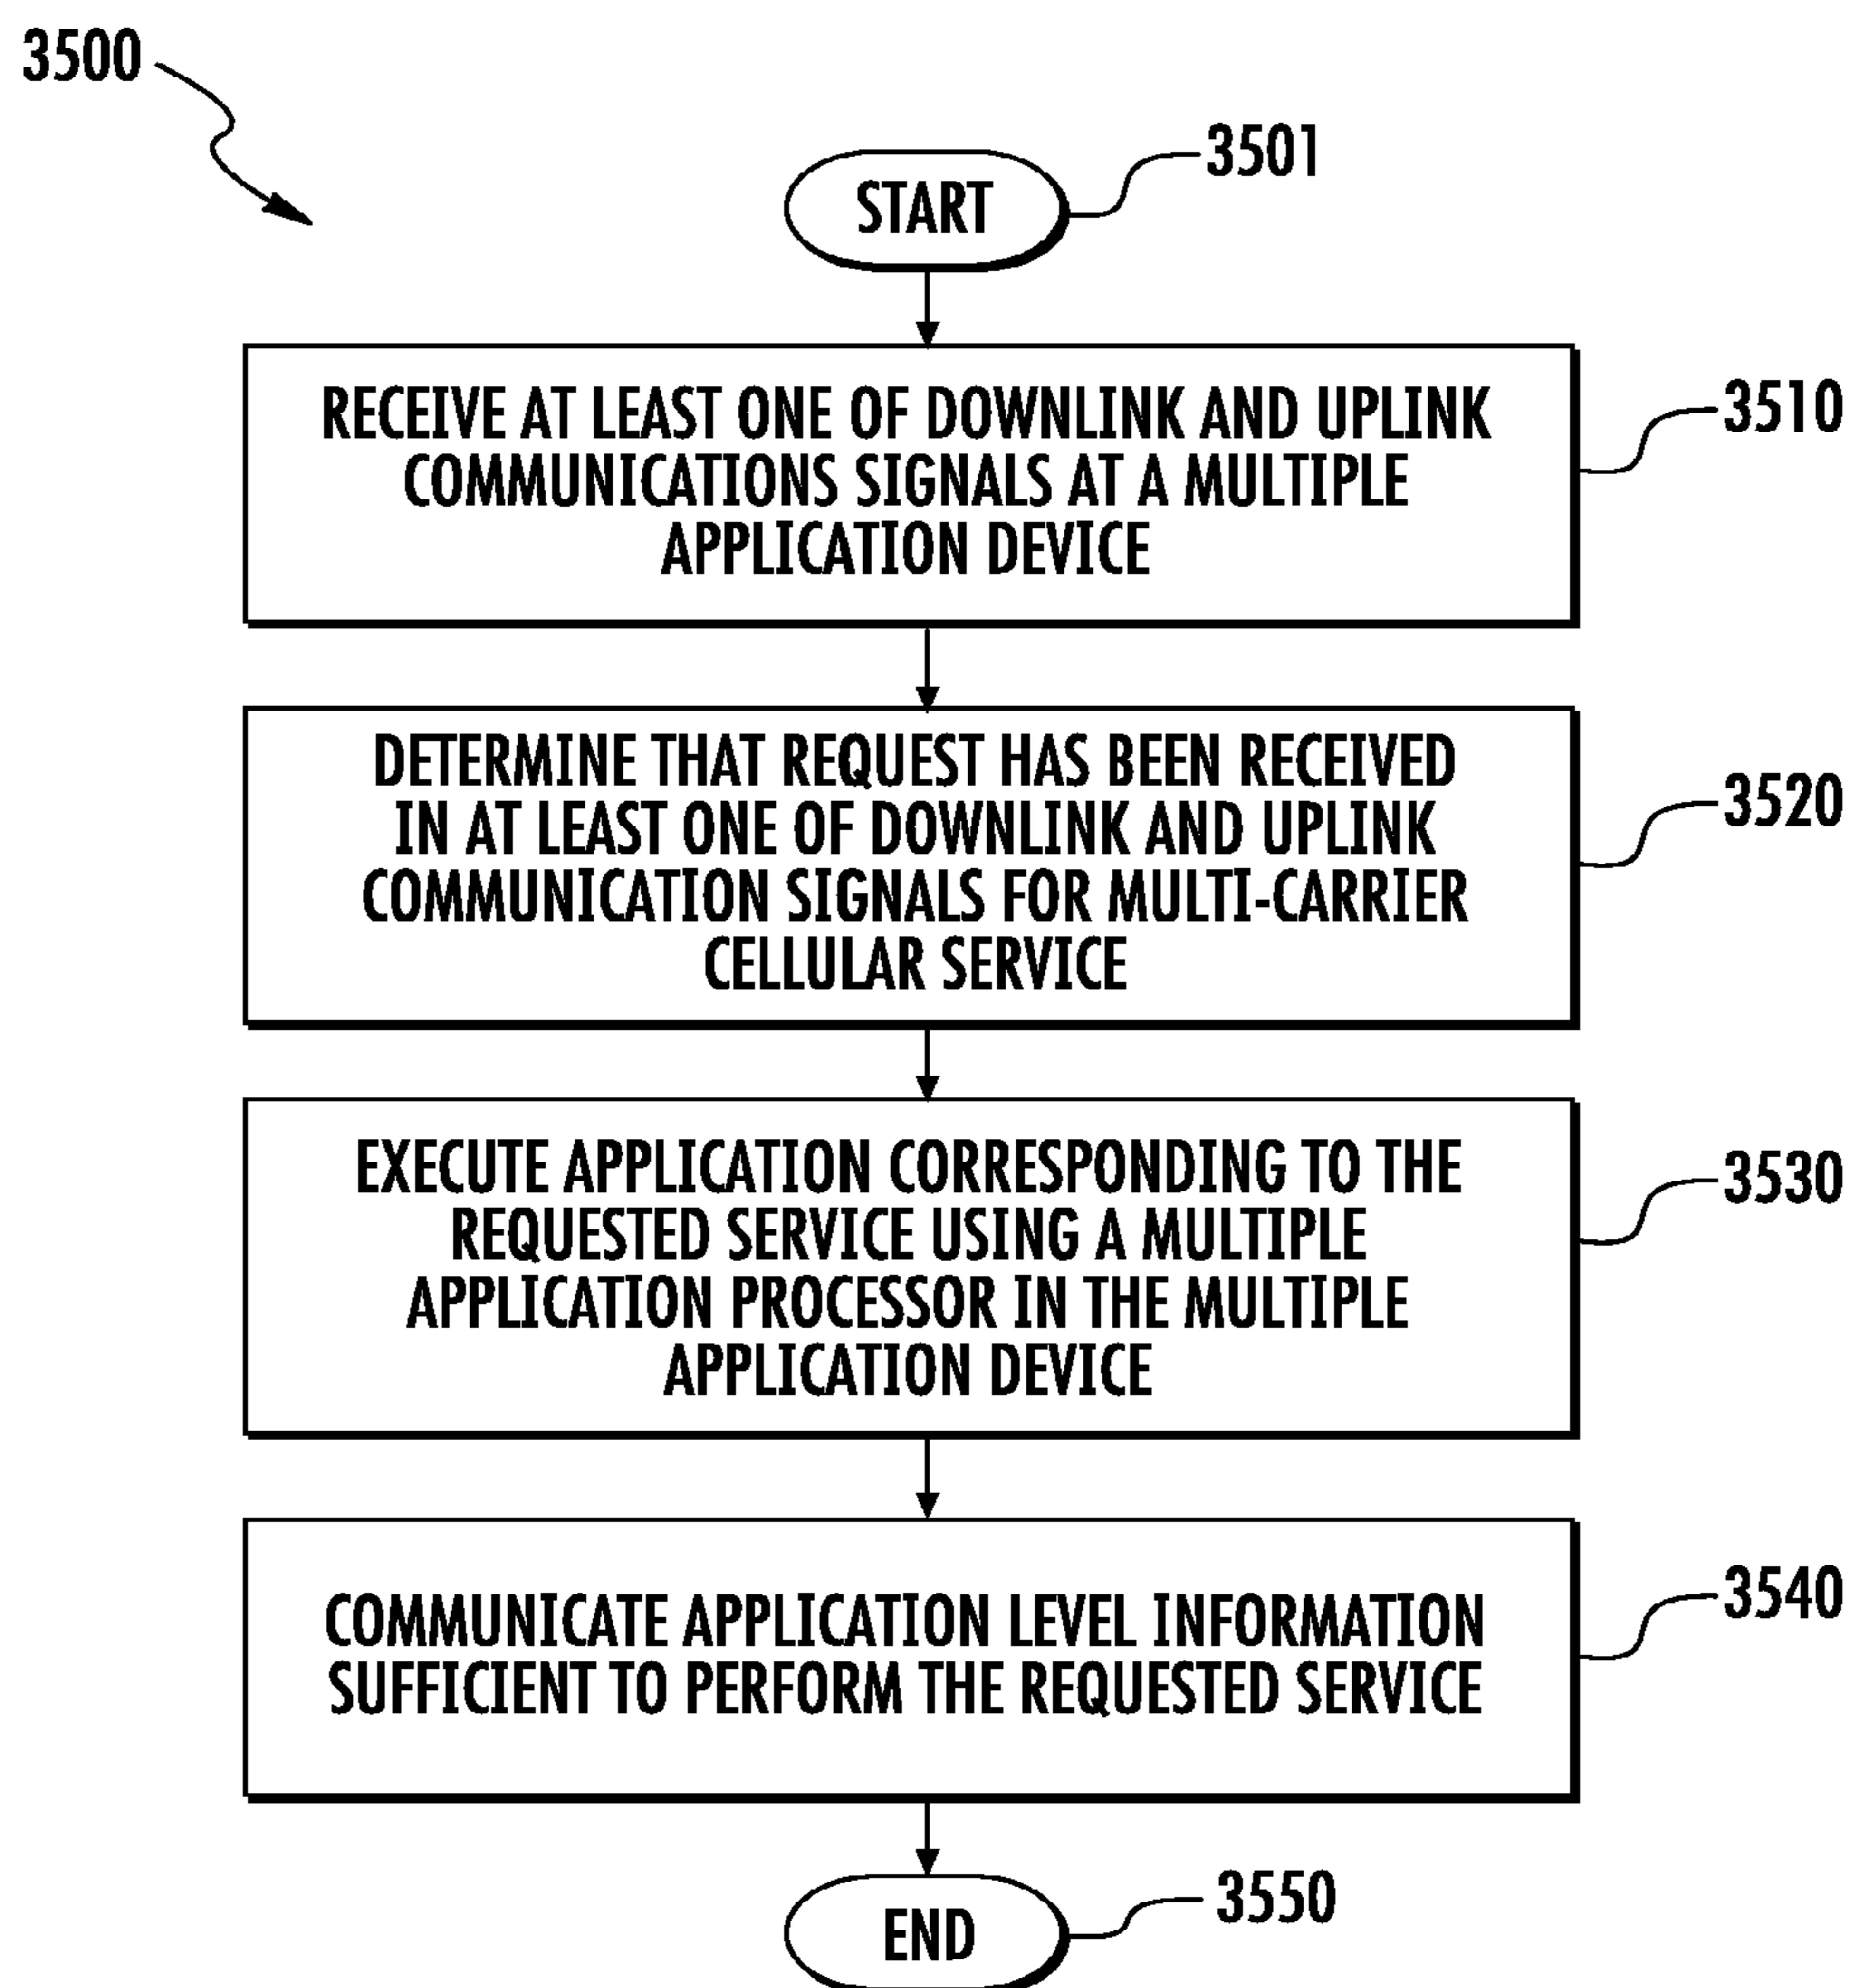 3500
START
3501
RECEIVE AT LEAST ONE OF DOWNLINK AND UPLINK
COMMUNICATIONS SIGNALS AT A MULTIPLE
APPLICATION DEVICE
3510
DETERMINE THAT REQUEST HAS BEEN RECEIVED
IN AT LEAST ONE OF DOWNLINK AND UPLINK
COMMUNICATION SIGNALS FOR MULTI-CARRIER
CELLULAR SERVICE
3520
EXECUTE APPLICATION CORRESPONDING TO THE
REQUESTED SERVICE USING A MULTIPLE
APPLICATION PROCESSOR IN THE MULTIPLE
APPLICATION DEVICE
3530
COMMUNICATE APPLICATION LEVEL INFORMATION
SUFFICIENT TO PERFORM THE REQUESTED SERVICE
3540
END
3550